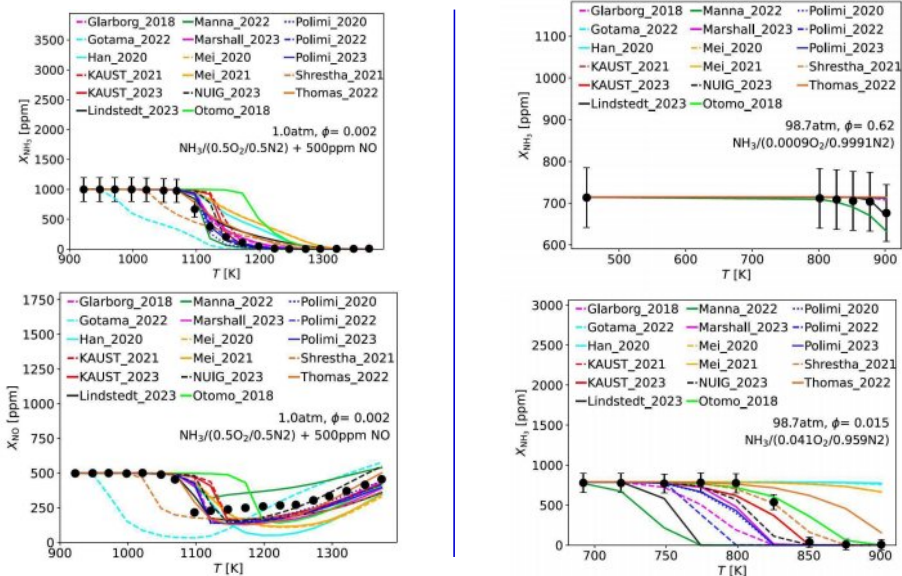 Glarborg_2018 Manna_2022 Polimi_2020
Gotama_2022 Marshall_2023 Polimi_2022
Han_2020 Mei_2020 Polimi_2023
KAUST_2021 Mei_2021 Shrestha_2021
KAUST_2023 NUIG_2023 Thomas_2022
Lindstedt_2023 Otomo_2018
1.0atm, ϕ= 0.002
NH₃/(0.5O₂/0.5N2) + 500ppm NO
X_NH₃ [ppm]
3500
3000
2500
2000
1500
1000
500
0
900 1000 1100 1200 1300
T [K]
Glarborg_2018 Manna_2022 Polimi_2020
Gotama_2022 Marshall_2023 Polimi_2022
Han_2020 Mei_2020 Polimi_2023
KAUST_2021 Mei_2021 Shrestha_2021
KAUST_2023 NUIG_2023 Thomas_2022
Lindstedt_2023 Otomo_2018
98.7atm, ϕ = 0.62
NH₃/(0.0009O₂/0.9991N2)
X_NH₃ [ppm]
1100
1000
900
800
700
600
500 600 700 800 900
T [K]
Glarborg_2018 Manna_2022 Polimi_2020
Gotama_2022 Marshall_2023 Polimi_2022
Han_2020 Mei_2020 Polimi_2023
KAUST_2021 Mei_2021 Shrestha_2021
KAUST_2023 NUIG_2023 Thomas_2022
Lindstedt_2023 Otomo_2018
1.0atm, ϕ= 0.002
NH₃/(0.5O₂/0.5N2) + 500ppm NO
X_NO [ppm]
1750
1500
1250
1000
750
500
250
0
900 1000 1100 1200 1300
T [K]
Glarborg_2018 Manna_2022 Polimi_2020
Gotama_2022 Marshall_2023 Polimi_2022
Han_2020 Mei_2020 Polimi_2023
KAUST_2021 Mei_2021 Shrestha_2021
KAUST_2023 NUIG_2023 Thomas_2022
Lindstedt_2023 Otomo_2018
98.7atm, ϕ = 0.015
NH₃/(0.041O₂/0.959N2)
X_NH₃ [ppm]
3000
2500
2000
1500
1000
500
0
700 750 800 850 900
T [K]